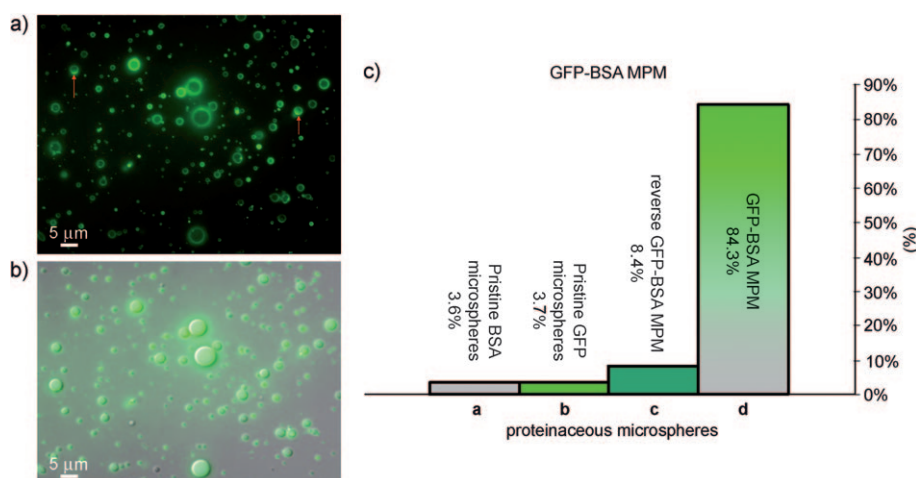 a)
5 μm
b)
5 μm
c)
GFP-BSA MPM
90%
80%
70%
60%
50%
40%
30%
20%
10%
0%
(%)
Pristine BSA
microspheres
3.6%
Pristine GFP
microspheres
3.7%
reverse GFP-BSA MPM
8.4%
GFP-BSA MPM
84.3%
a b c d
proteinaceous microspheres